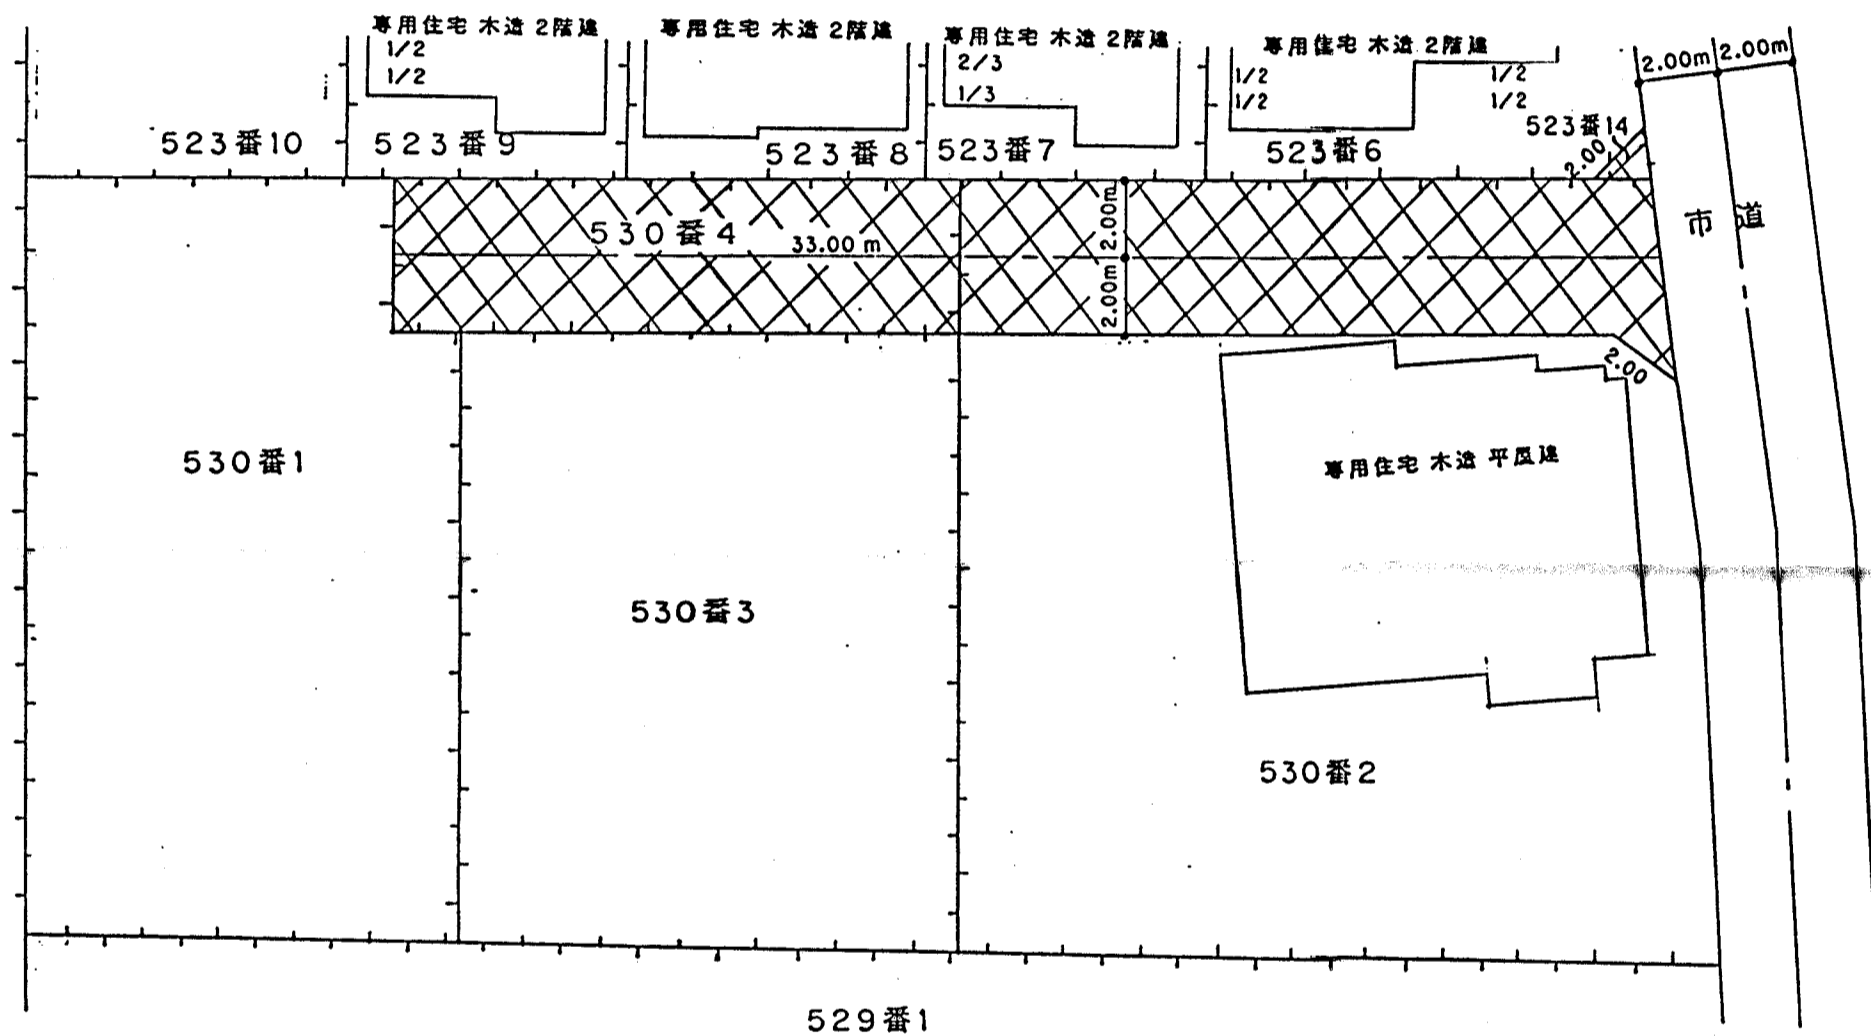 専用住宅 木造 2階建
1/2
1/2
専用住宅 木造 2階建
専用住宅 木造 2階建
2/3
1/3
専用住宅 木造 2階建
1/2
1/2
1/2
1/2
2.00m
2.00m
523番10
523番9
523番8
523番7
523番6
523番14
2.00
530番4
33.00 m
2.00m
2.00m
市道
2.00
530番1
専用住宅 木造 平屋建
530番3
530番2
529番1